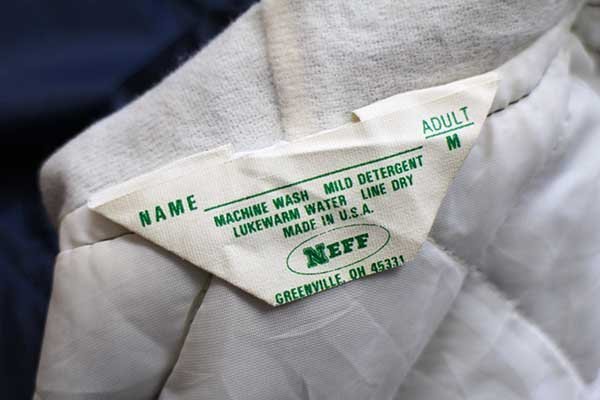 ADULT
M
NAME
MACHINE WASH MILD DETERGENT
LUKEWARM WATER LINE DRY
MADE IN U.S.A.
NEFF
GREENVILLE, OH 45331